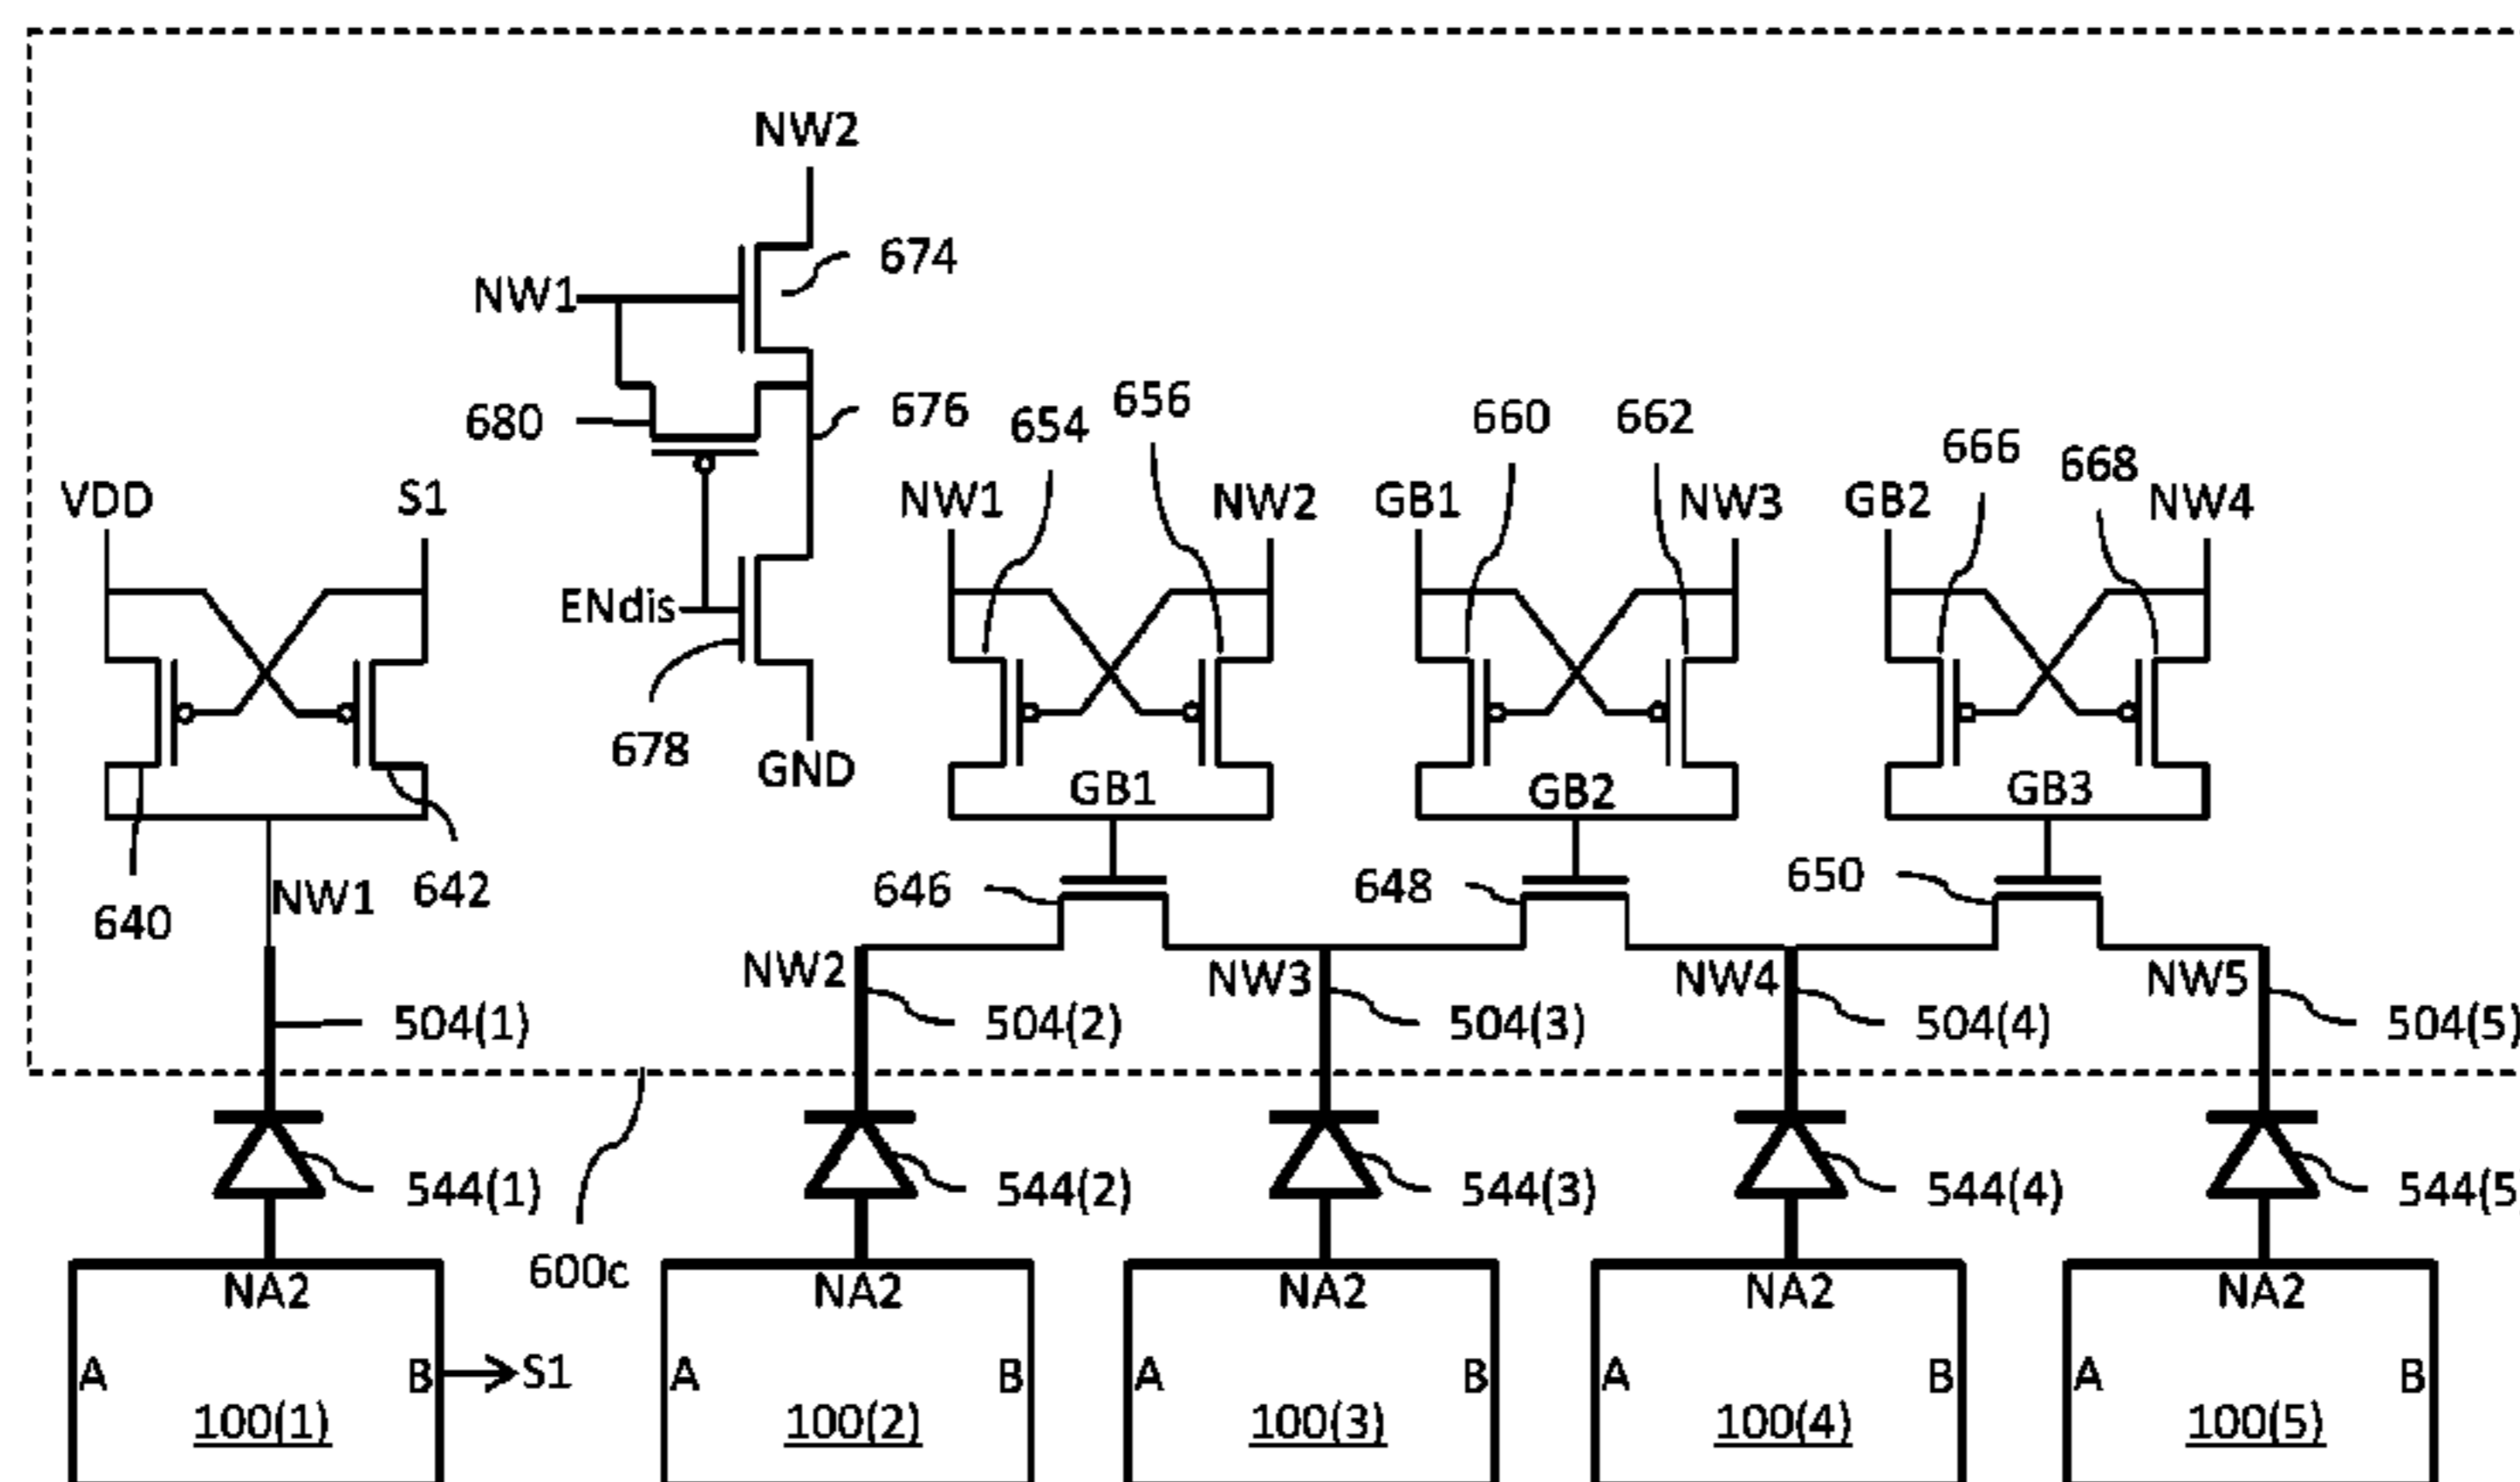 NW2
674
NW1
680
676
654
656
660
662
666
668
VDD
S1
NW1
NW2
GB1
NW3
GB2
NW4
ENdis
678
GND
GB1
GB2
GB3
640
NW1
642
646
648
650
NW2
NW3
NW4
NW5
504(1)
504(2)
504(3)
504(4)
504(5)
544(1)
544(2)
544(3)
544(4)
544(5
600c
NA2
NA2
NA2
NA2
NA2
A
B
S1
A
B
A
B
A
B
A
B
100(1)
100(2)
100(3)
100(4)
100(5)